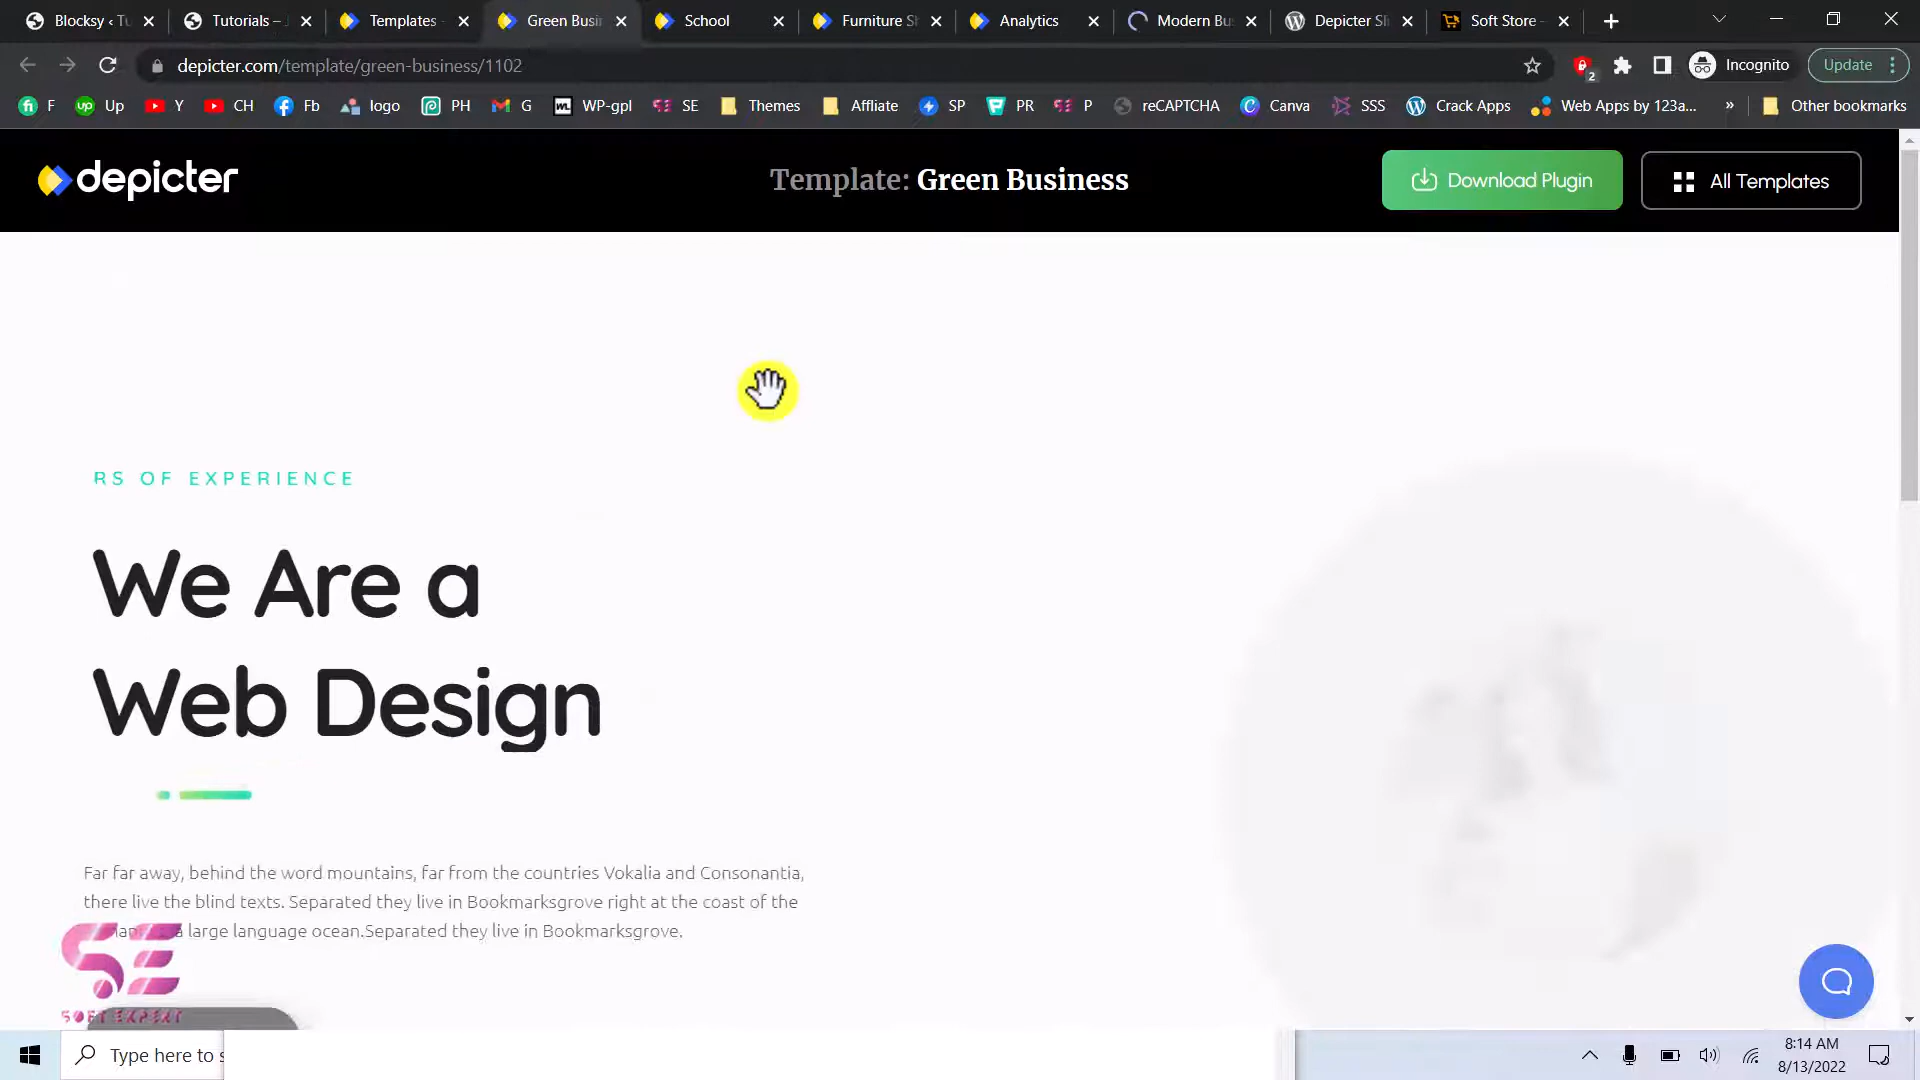 Blocksy ‹ Tu
Tutorials –
Templates -
Green Busi
School
Furniture Sh
Analytics
Modern Bu
Depicter Sl
Soft Store -
depicter.com/template/green-business/1102
2
Incognito
Update
F
Up
Y
CH
Fb
logo
PH
G
WP-gpl
SE
Themes
Affliate
SP
PR
P
reCAPTCHA
Canva
SSS
Crack Apps
Web Apps by 123a...
»
Other bookmarks
depicter
Template: Green Business
Download Plugin
All Templates
RS OF EXPERIENCE
We Are a
Web Design
Far far away, behind the word mountains, far from the countries Vokalia and Consonantia,
there live the blind texts. Separated they live in Bookmarksgrove right at the coast of the
a large language ocean.Separated they live in Bookmarksgrove.
SE
SOFT EXPERT
Type here to s
8:14 AM
8/13/2022